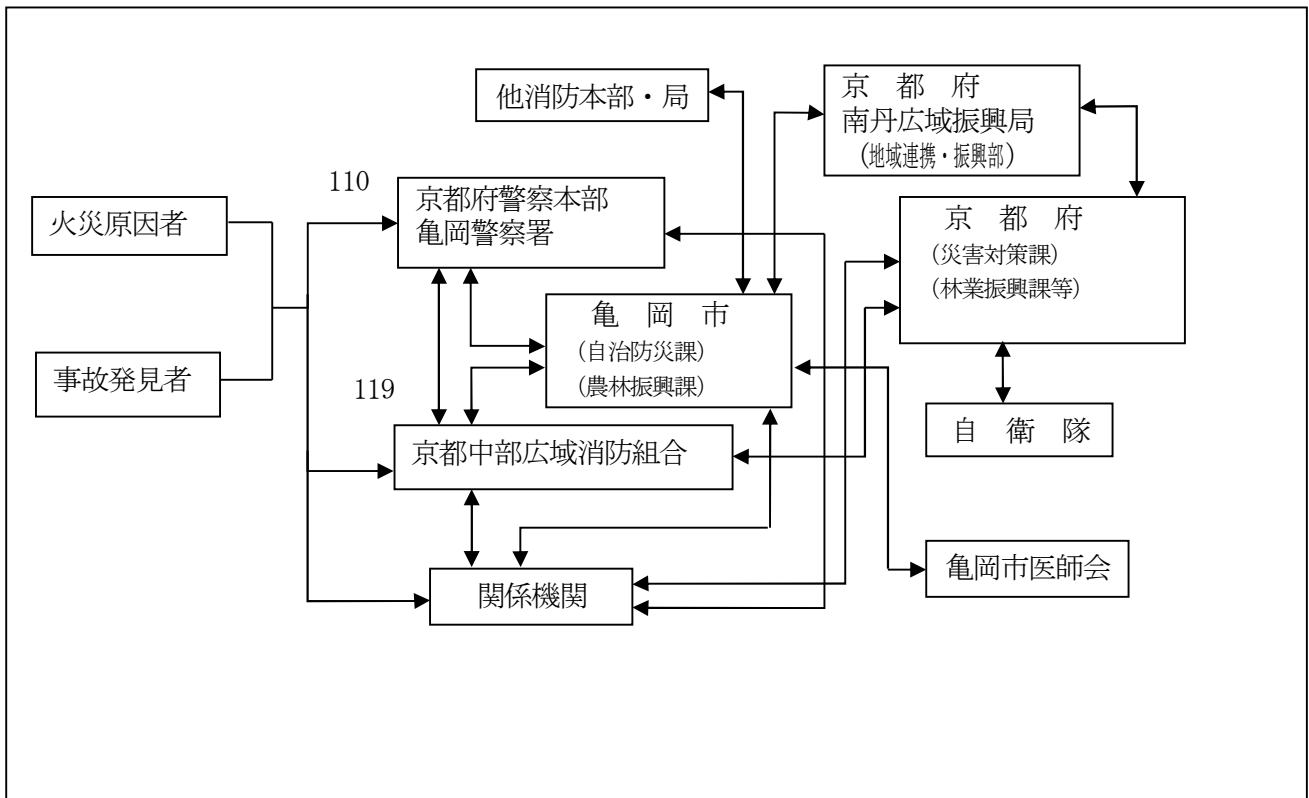 他消防本部・局
京 都 府
南丹広域振興局
(地域連携・振興部)
110
火災原因者
京都府警察本部
亀岡警察署
京 都 府
(災害対策課)
(林業振興課等)
亀 岡 市
(自治防災課)
(農林振興課)
事故発見者
119
京都中部広域消防組合
自 衛 隊
亀岡市医師会
関係機関